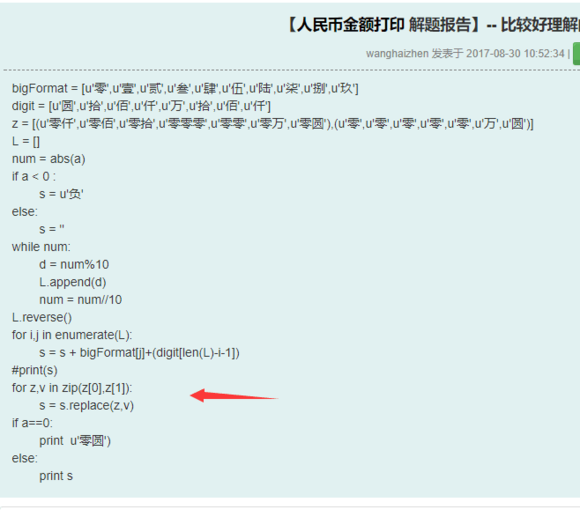 【人民币金额打印 解题报告】-- 比较好理解
wanghaizhen 发表于 2017-08-30 10:52:34 |
bigFormat = [u'零',u'壹',u'贰',u'叁',u'肆',u'伍',u'陆',u'柒',u'捌',u'玖']
digit = [u'圆',u'拾',u'佰',u'仟',u'万',u'拾',u'佰',u'仟']
z = [(u'零仟',u'零佰',u'零拾',u'零零零',u'零零',u'零万',u'零圆'),(u'零',u'零',u'零',u'零',u'零',u'万',u'圆')]
L = []
num = abs(a)
if a < 0 :
s = u'负'
else:
s = ''
while num:
d = num%10
L.append(d)
num = num//10
L.reverse()
for i,j in enumerate(L):
s = s + bigFormat[j]+(digit[len(L)-i-1])
#print(s)
for z,v in zip(z[0],z[1]):
s = s.replace(z,v)
if a==0:
print u'零圆')
else:
print s